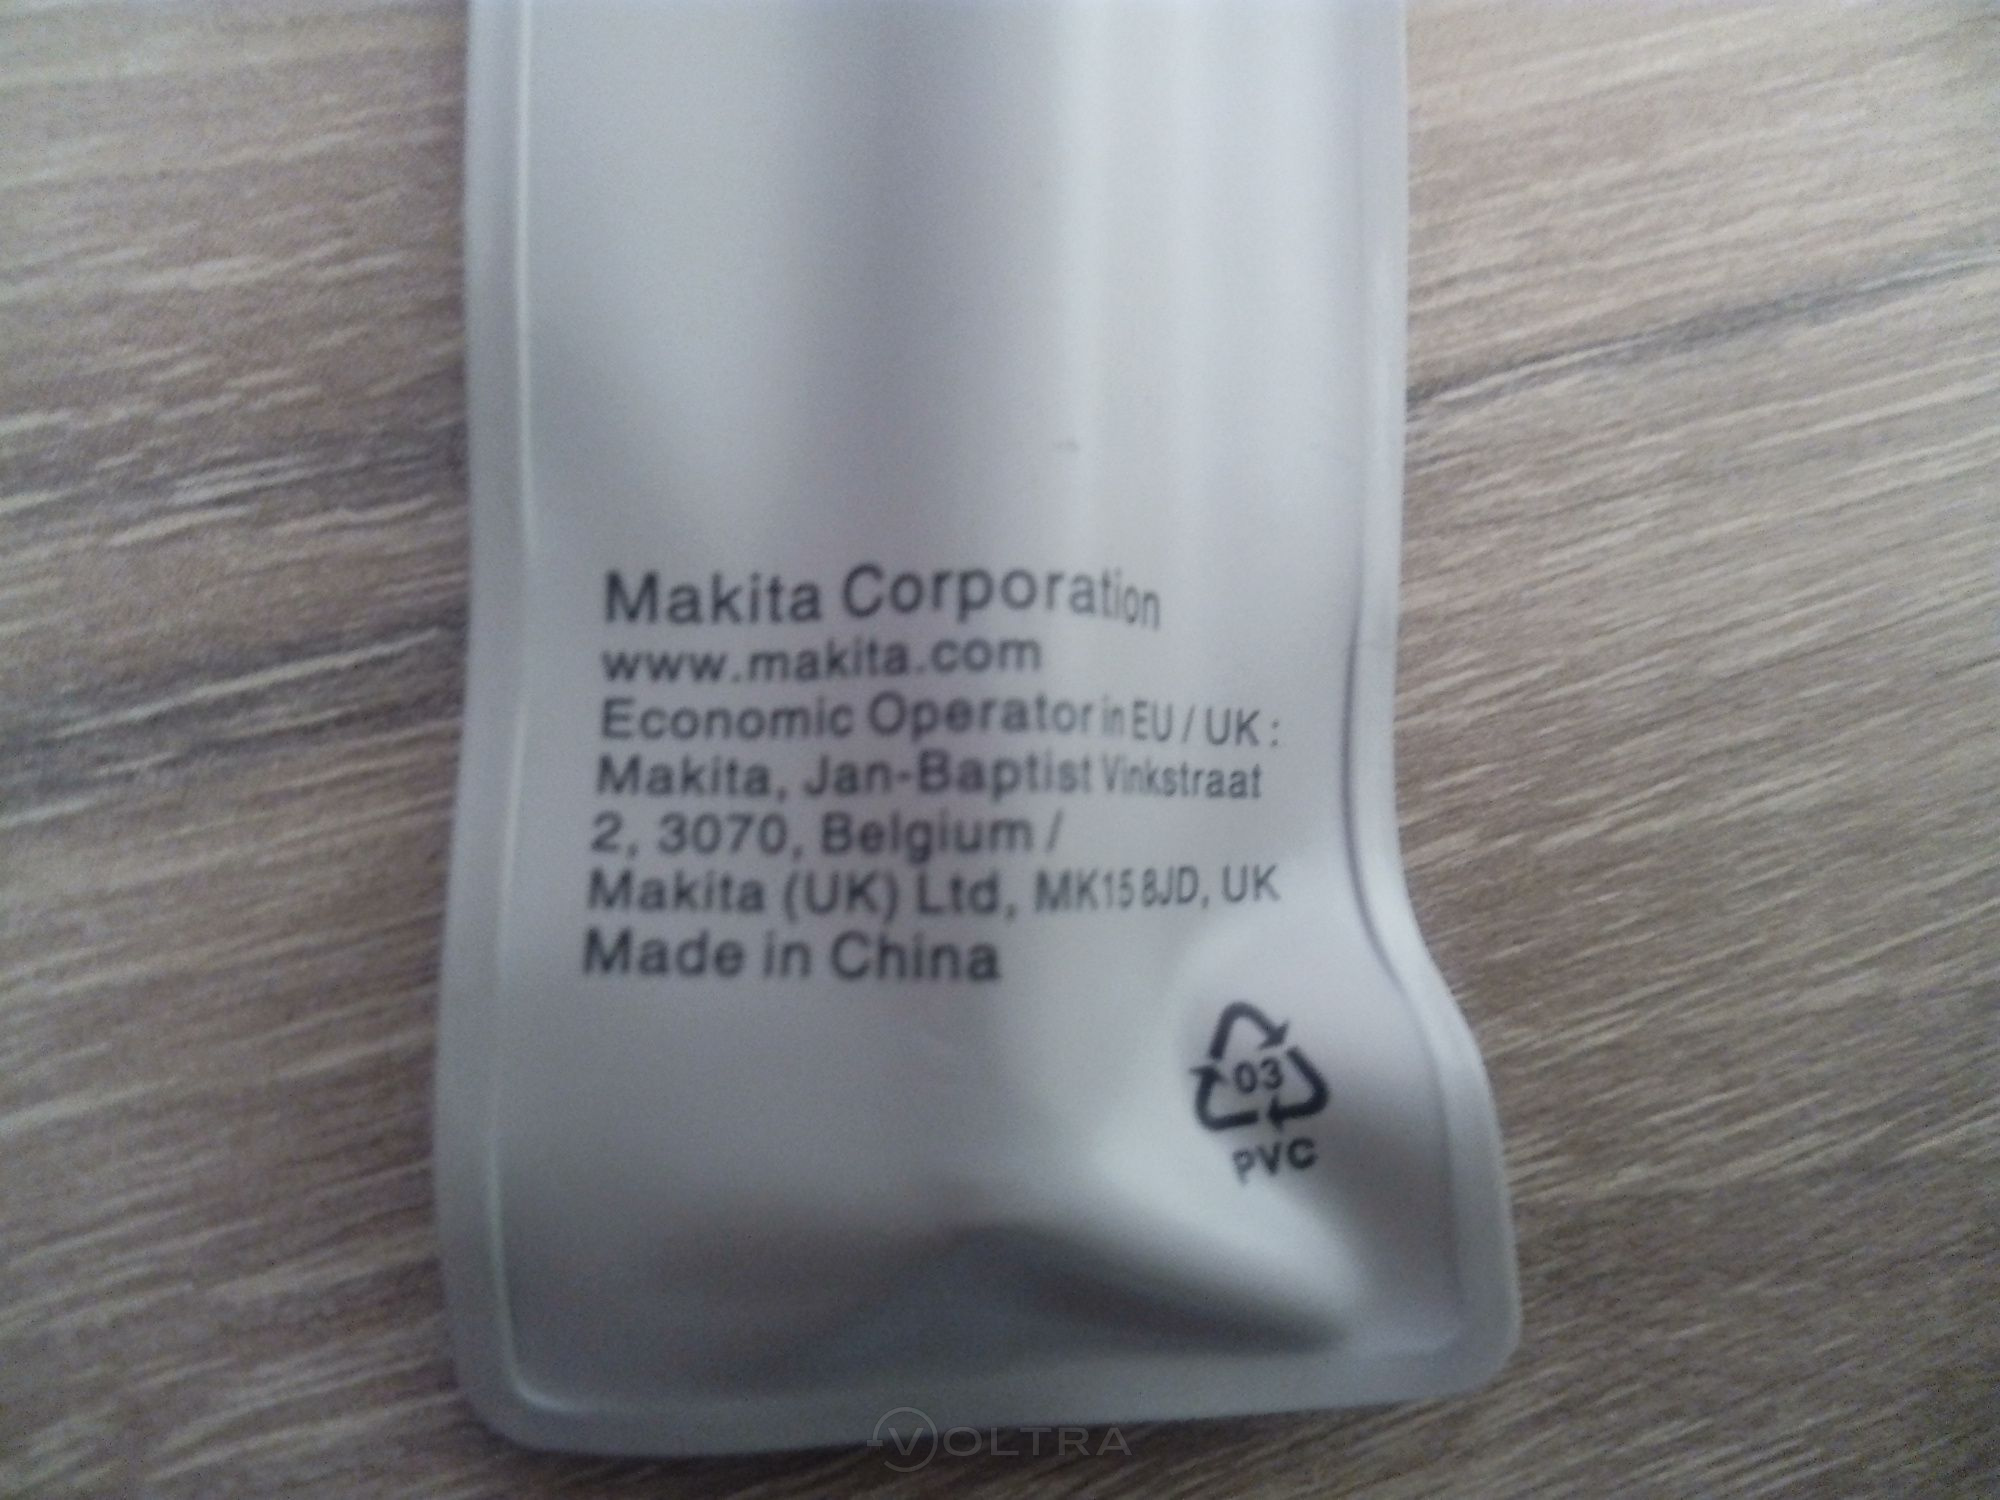 Makita Corporation
www.makita.com
Economic Operator in EU / UK :
Makita, Jan-Baptist Vinkstraat
2, 3070, Belgium /
Makita (UK) Ltd, MK15 8JD, UK
Made in China
03
PVC
VOLTRA